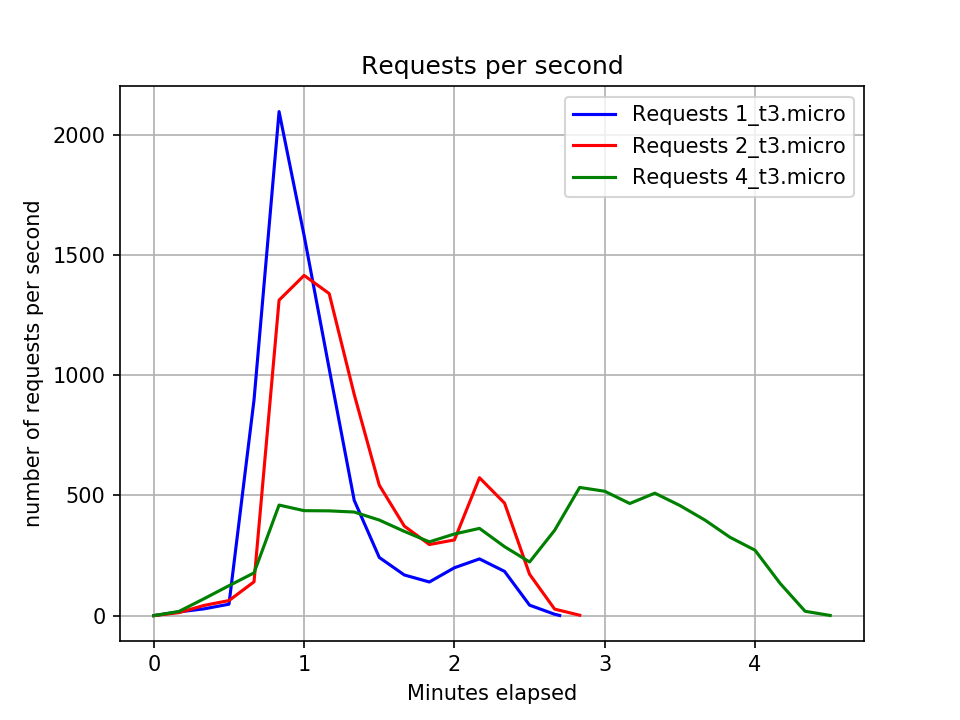 Requests per second
Requests 1_t3.micro
Requests 2_t3.micro
Requests 4_t3.micro
number of requests per second
2000
1500
1000
500
0
0 1 2 3 4
Minutes elapsed